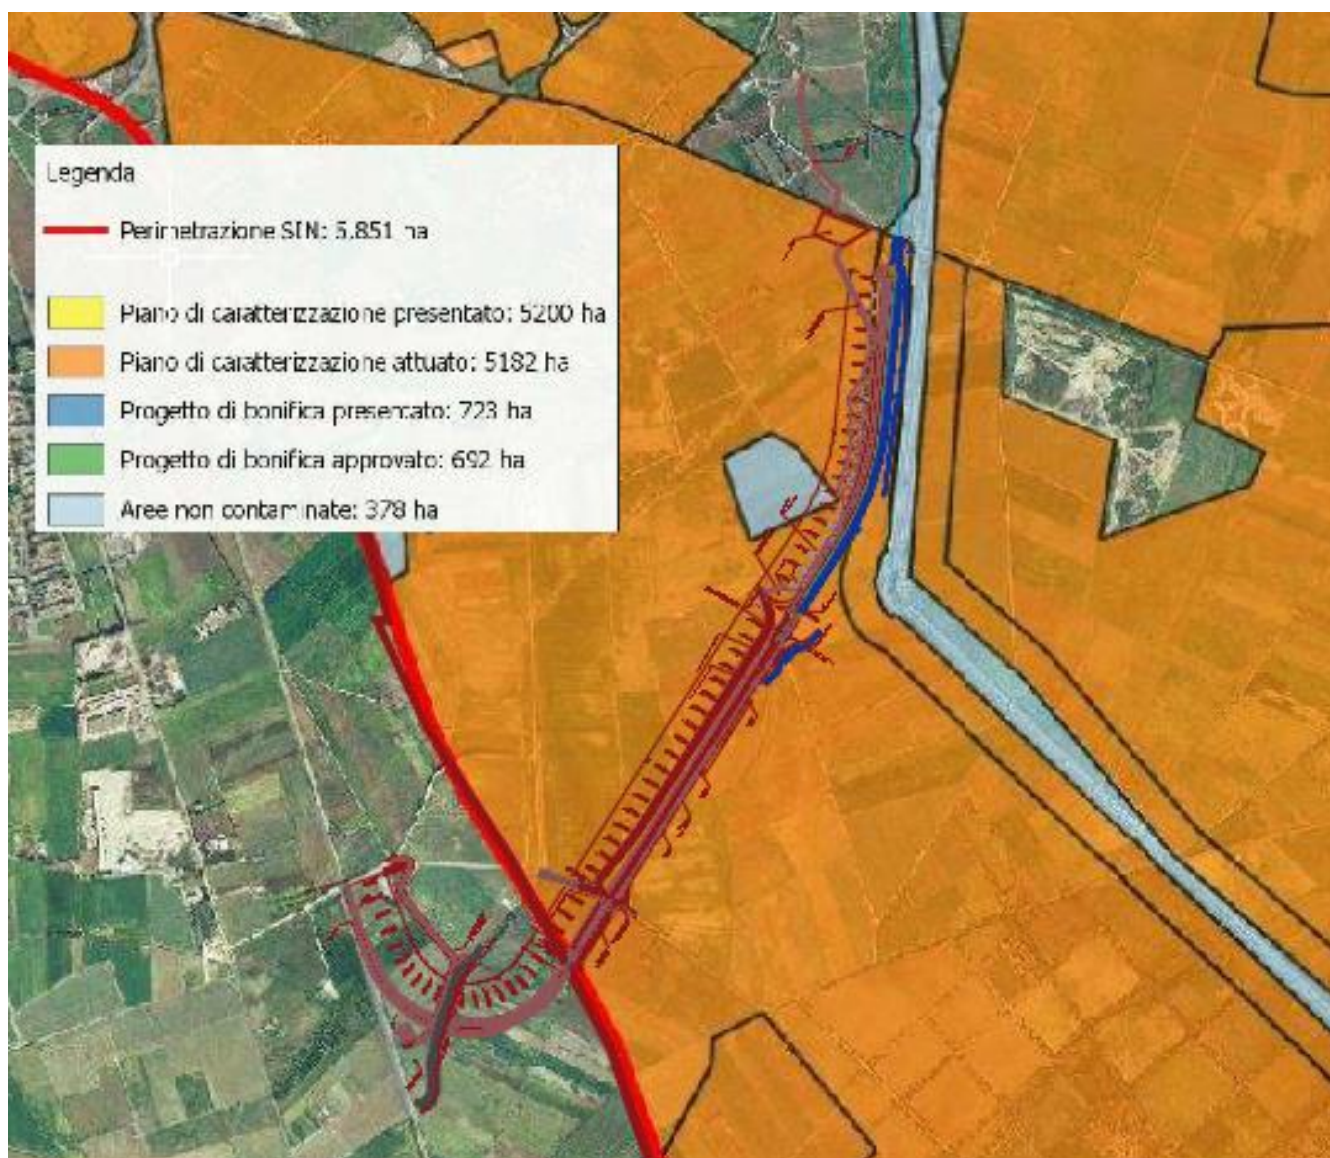 Legenda
Perimetrazione SIN: 5.851 ha
Piano di caratterizzazione presentato: 5200 ha
Piano di caratterizzazione attuato: 5182 ha
Progetto di bonifica presentato: 723 ha
Progetto di bonifica approvato: 692 ha
Aree non contaminate: 378 ha